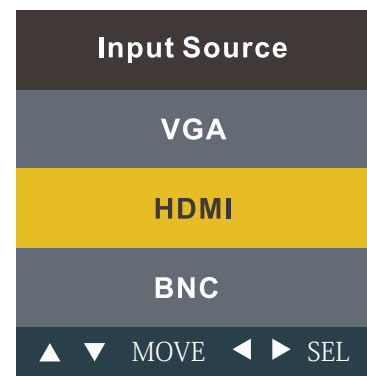 Input Source
VGA
HDMI
BNC
▲ ▼ MOVE ◀ ▶ SEL